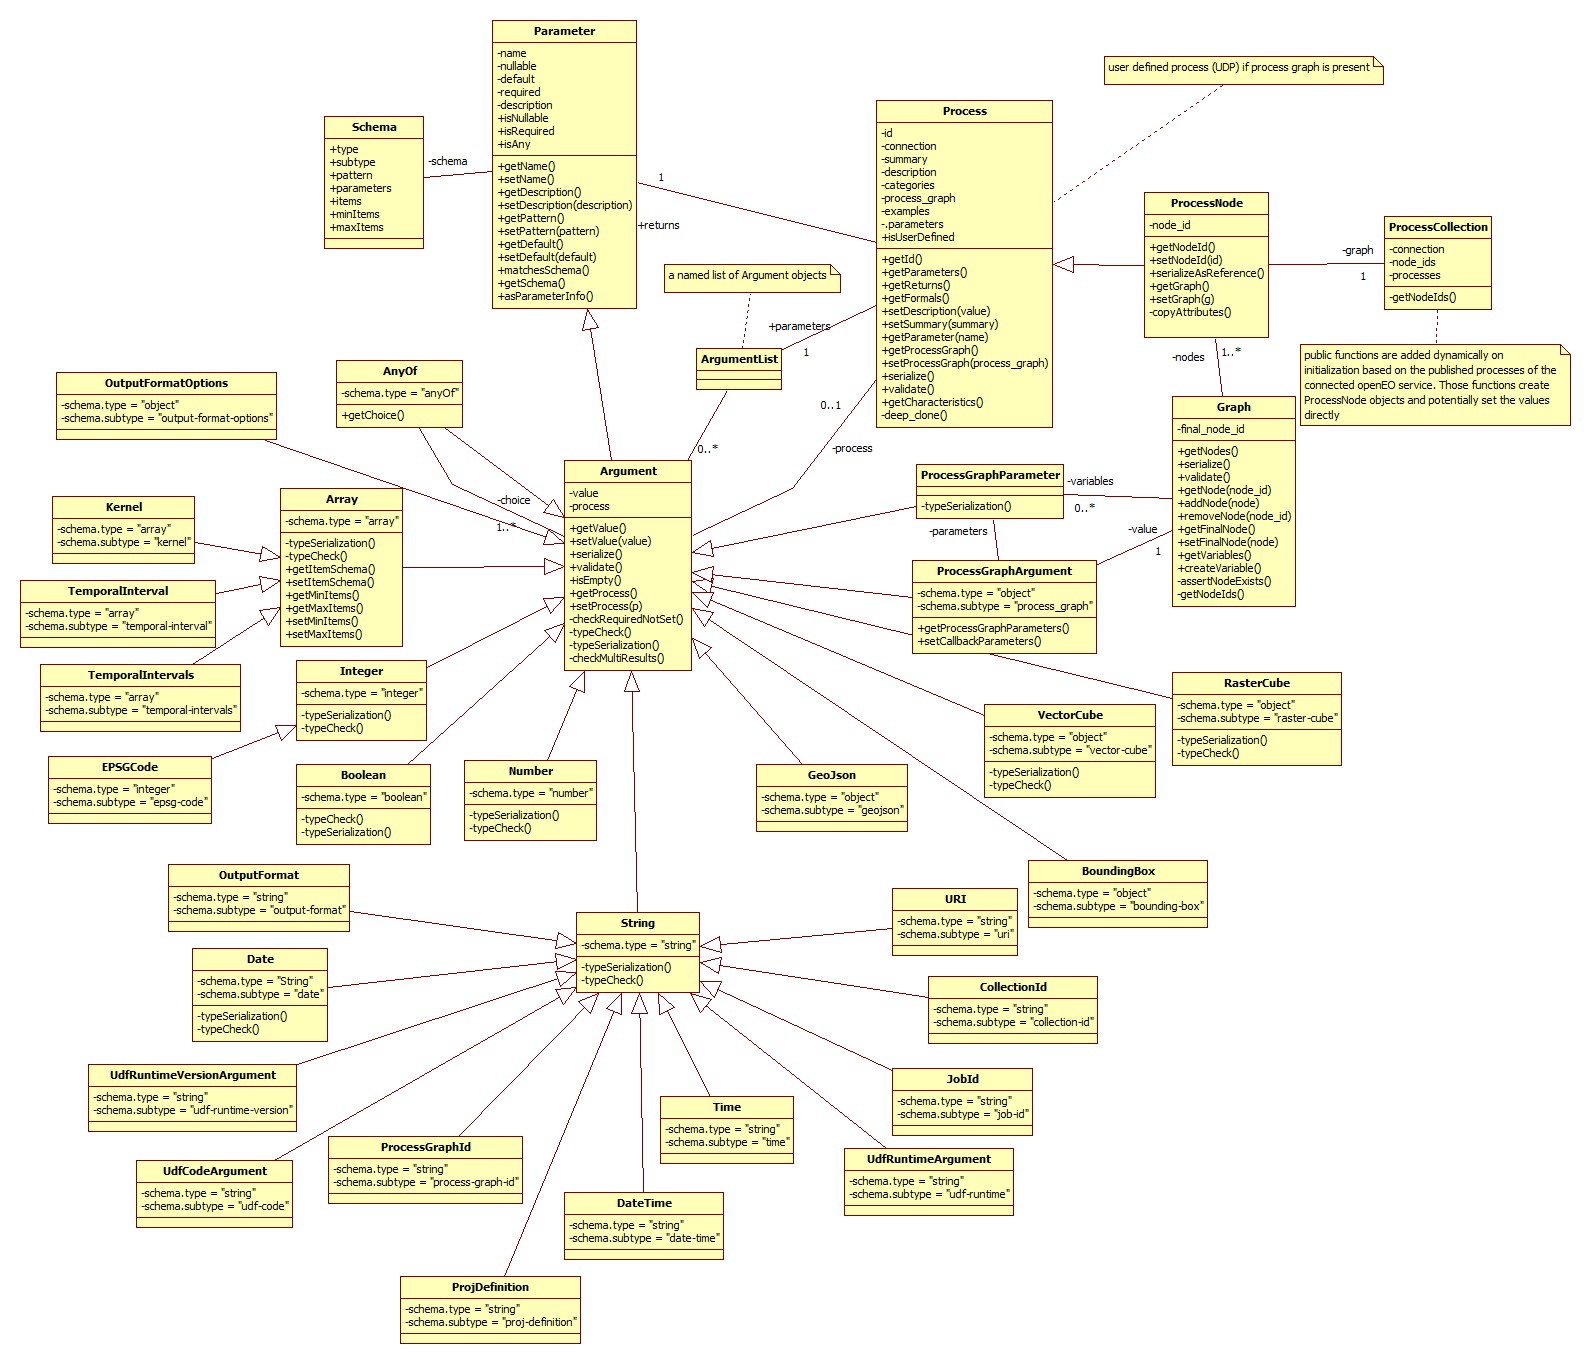 Parameter
-name
-nullable
-default
-required
-description
+isNullable
+isRequired
+isAny
+getName()
+setName()
+getDescription()
+setDescription(description)
+getPattern()
+setPattern(pattern)
+getDefault()
+setDefault(default)
+matchesSchema()
+getSchema()
+asParameterInfo()
Schema
+type
+subtype
+pattern
+parameters
+items
+minItems
+maxItems
-schema
1
+returns
user defined process (UDP) if process graph is present
Process
-id
-connection
-summary
-description
-categories
-process_graph
-examples
-.parameters
+isUserDefined
+getId()
+getParameters()
+getReturns()
+getFormals()
+setDescription(value)
+setSummary(summary)
+getParameter(name)
+getProcessGraph()
+setProcessGraph(process_graph)
+serialize()
+validate()
+getCharacteristics()
-deep_clone()
ProcessNode
-node_id
+getNodeId()
+setNodeId(id)
+serializeAsReference()
+getGraph()
+setGraph(g)
-copyAttributes()
-graph
1
ProcessCollection
-connection
-node_ids
-processes
-getNodeIds()
public functions are added dynamically on
initialization based on the published processes of the
connected openEO service. Those functions create
ProcessNode objects and potentially set the values
directly
a named list of Argument objects
+parameters
1
ArgumentList
0..*
0..1
-process
-nodes
1..*
Graph
-final_node_id
+getNodes()
+serialize()
+validate()
+getNode(node_id)
+addNode(node)
+removeNode(node_id)
+getFinalNode()
+setFinalNode(node)
+getVariables()
+createVariable()
-assertNodeExists()
-getNodeIds()
OutputFormatOptions
-schema.type = "object"
-schema.subtype = "output-format-options"
AnyOf
-schema.type = "anyOf"
+getChoice()
-choice
1..*
Argument
-value
-process
+getValue()
+setValue(value)
+serialize()
+validate()
+isEmpty()
+getProcess()
+setProcess(p)
-checkRequiredNotSet()
-typeCheck()
-typeSerialization()
-checkMultiResults()
ProcessGraphParameter
-typeSerialization()
-variables
0..*
-parameters
-value
1
ProcessGraphArgument
-schema.type = "object"
-schema.subtype = "process_graph"
+getProcessGraphParameters()
+setCallbackParameters()
Kernel
-schema.type = "array"
-schema.subtype = "kernel"
Array
-schema.type = "array"
-typeSerialization()
-typeCheck()
+getItemSchema()
+setItemSchema()
+getMinItems()
+getMaxItems()
+setMinItems()
+setMaxItems()
TemporalInterval
-schema.type = "array"
-schema.subtype = "temporal-interval"
TemporalIntervals
-schema.type = "array"
-schema.subtype = "temporal-intervals"
Integer
-schema.type = "integer"
-typeSerialization()
-typeCheck()
EPSGCode
-schema.type = "integer"
-schema.subtype = "epsg-code"
Boolean
-schema.type = "boolean"
-typeCheck()
-typeSerialization()
Number
-schema.type = "number"
-typeSerialization()
-typeCheck()
GeoJson
-schema.type = "object"
-schema.subtype = "geojson"
VectorCube
-schema.type = "object"
-schema.subtype = "vector-cube"
-typeSerialization()
-typeCheck()
RasterCube
-schema.type = "object"
-schema.subtype = "raster-cube"
-typeSerialization()
-typeCheck()
BoundingBox
-schema.type = "object"
-schema.subtype = "bounding-box"
OutputFormat
-schema.type = "string"
-schema.subtype = "output-format"
String
-schema.type = "string"
-typeSerialization()
-typeCheck()
URI
-schema.type = "string"
-schema.subtype = "uri"
Date
-schema.type = "String"
-schema.subtype = "date"
-typeSerialization()
-typeCheck()
CollectionId
-schema.type = "string"
-schema.subtype = "collection-id"
UdfRuntimeVersionArgument
-schema.type = "string"
-schema.subtype = "udf-runtime-version"
JobId
-schema.type = "string"
-schema.subtype = "job-id"
Time
-schema.type = "string"
-schema.subtype = "time"
ProcessGraphId
-schema.type = "string"
-schema.subtype = "process-graph-id"
UdfCodeArgument
-schema.type = "string"
-schema.subtype = "udf-code"
UdfRuntimeArgument
-schema.type = "string"
-schema.subtype = "udf-runtime"
DateTime
-schema.type = "string"
-schema.subtype = "date-time"
ProjDefinition
-schema.type = "string"
-schema.subtype = "proj-definition"